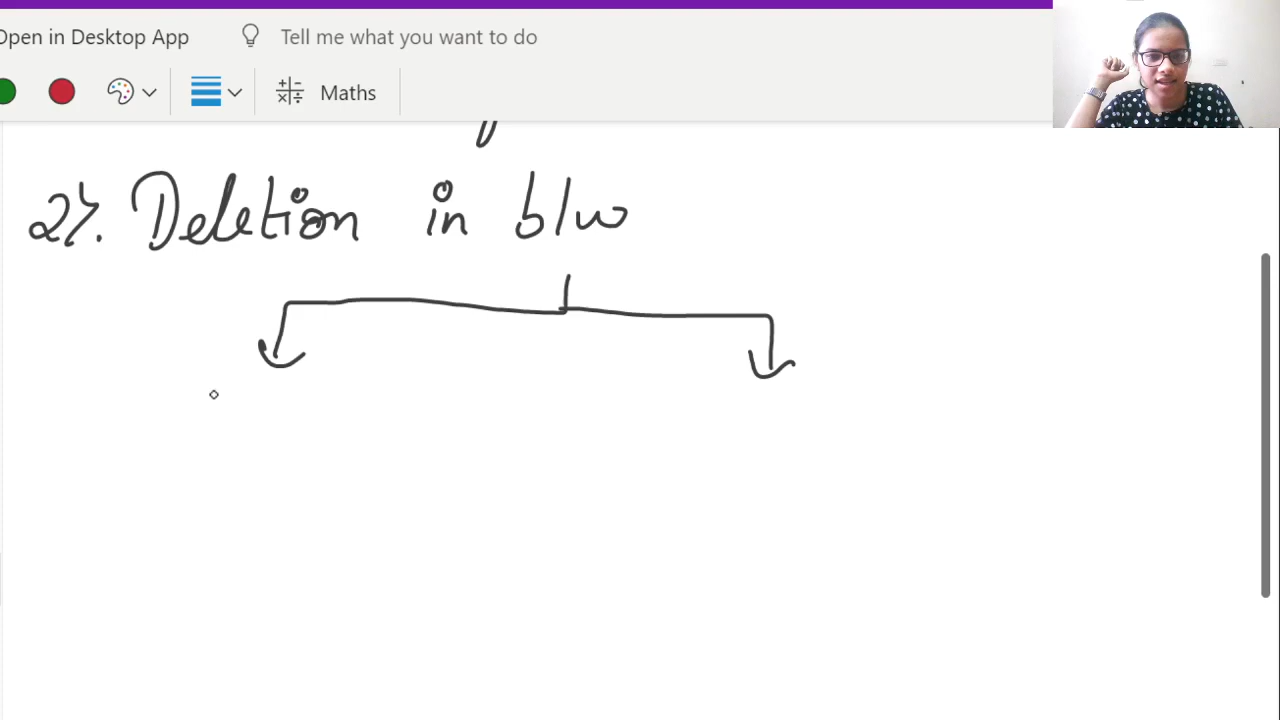 Open in Desktop App
Tell me what you want to do
Maths
2). Deletion in b/w